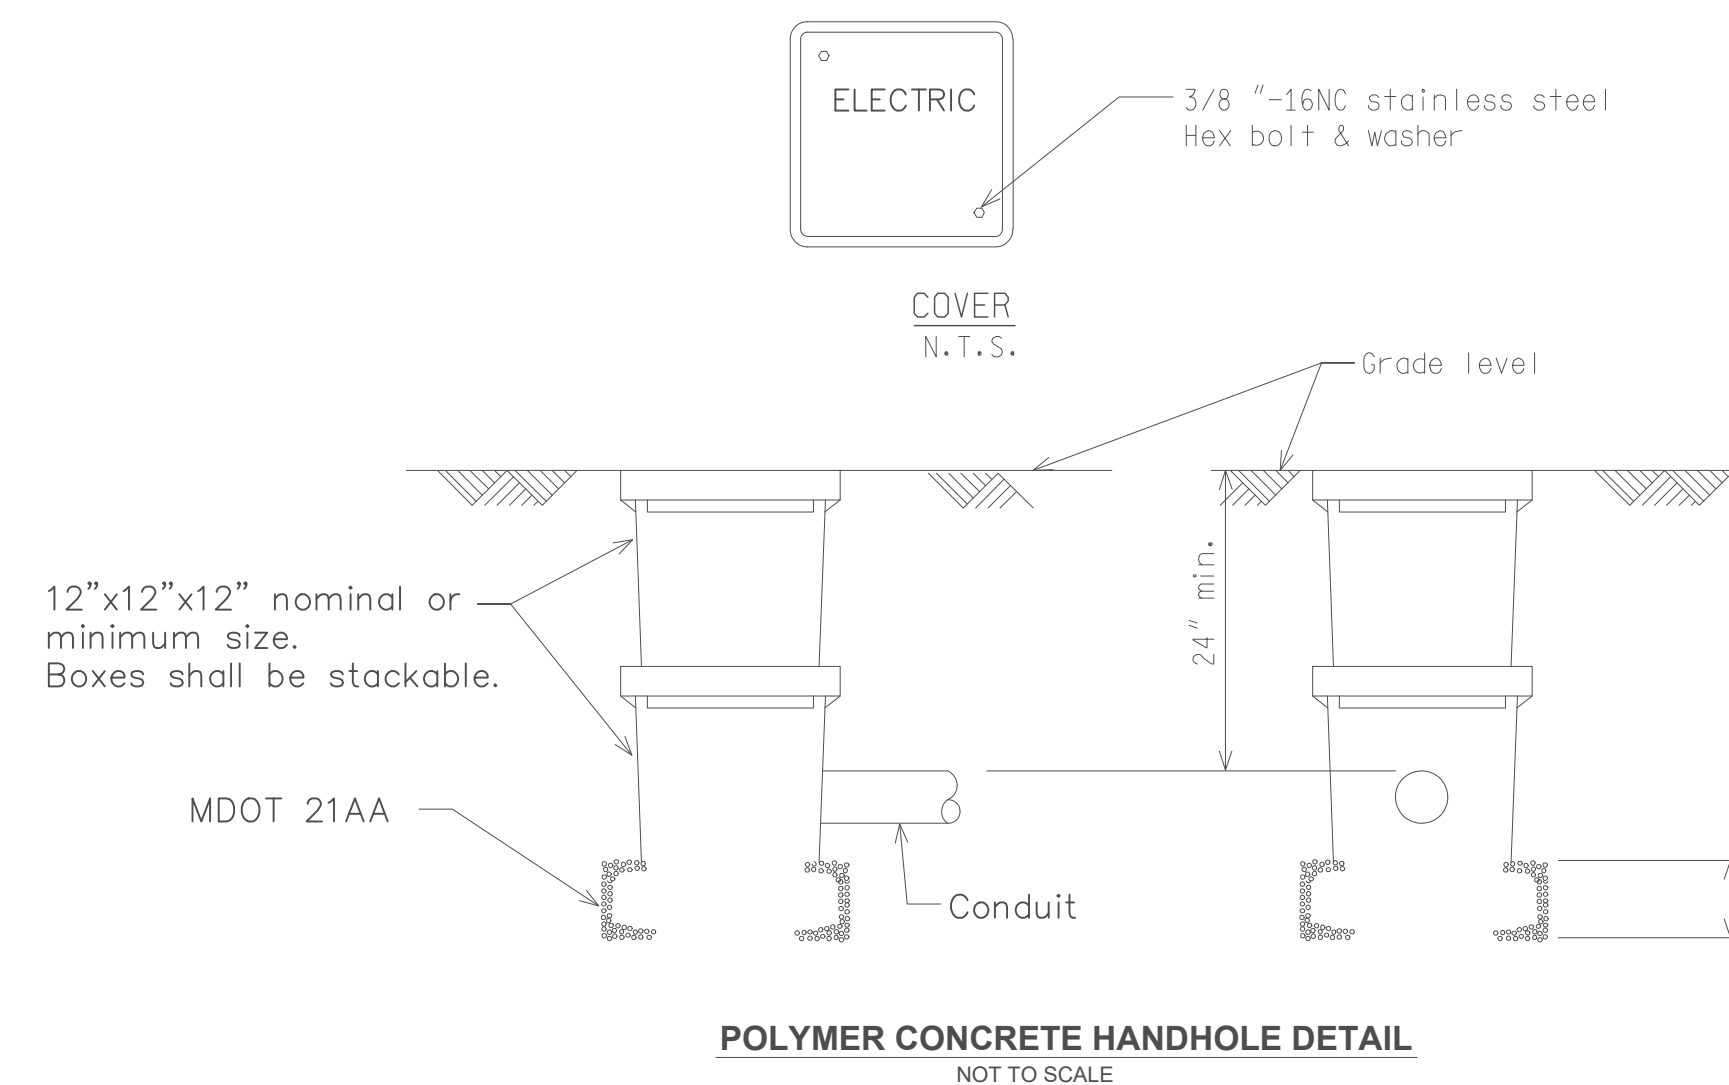 ELECTRIC
3/8 "-16NC stainless steel
Hex bolt & washer
COVER
N.T.S.
Grade level
12”x12”x12” nominal or
minimum size.
Boxes shall be stackable.
24" min.
MDOT 21AA
Conduit
POLYMER CONCRETE HANDHOLE DETAIL
NOT TO SCALE